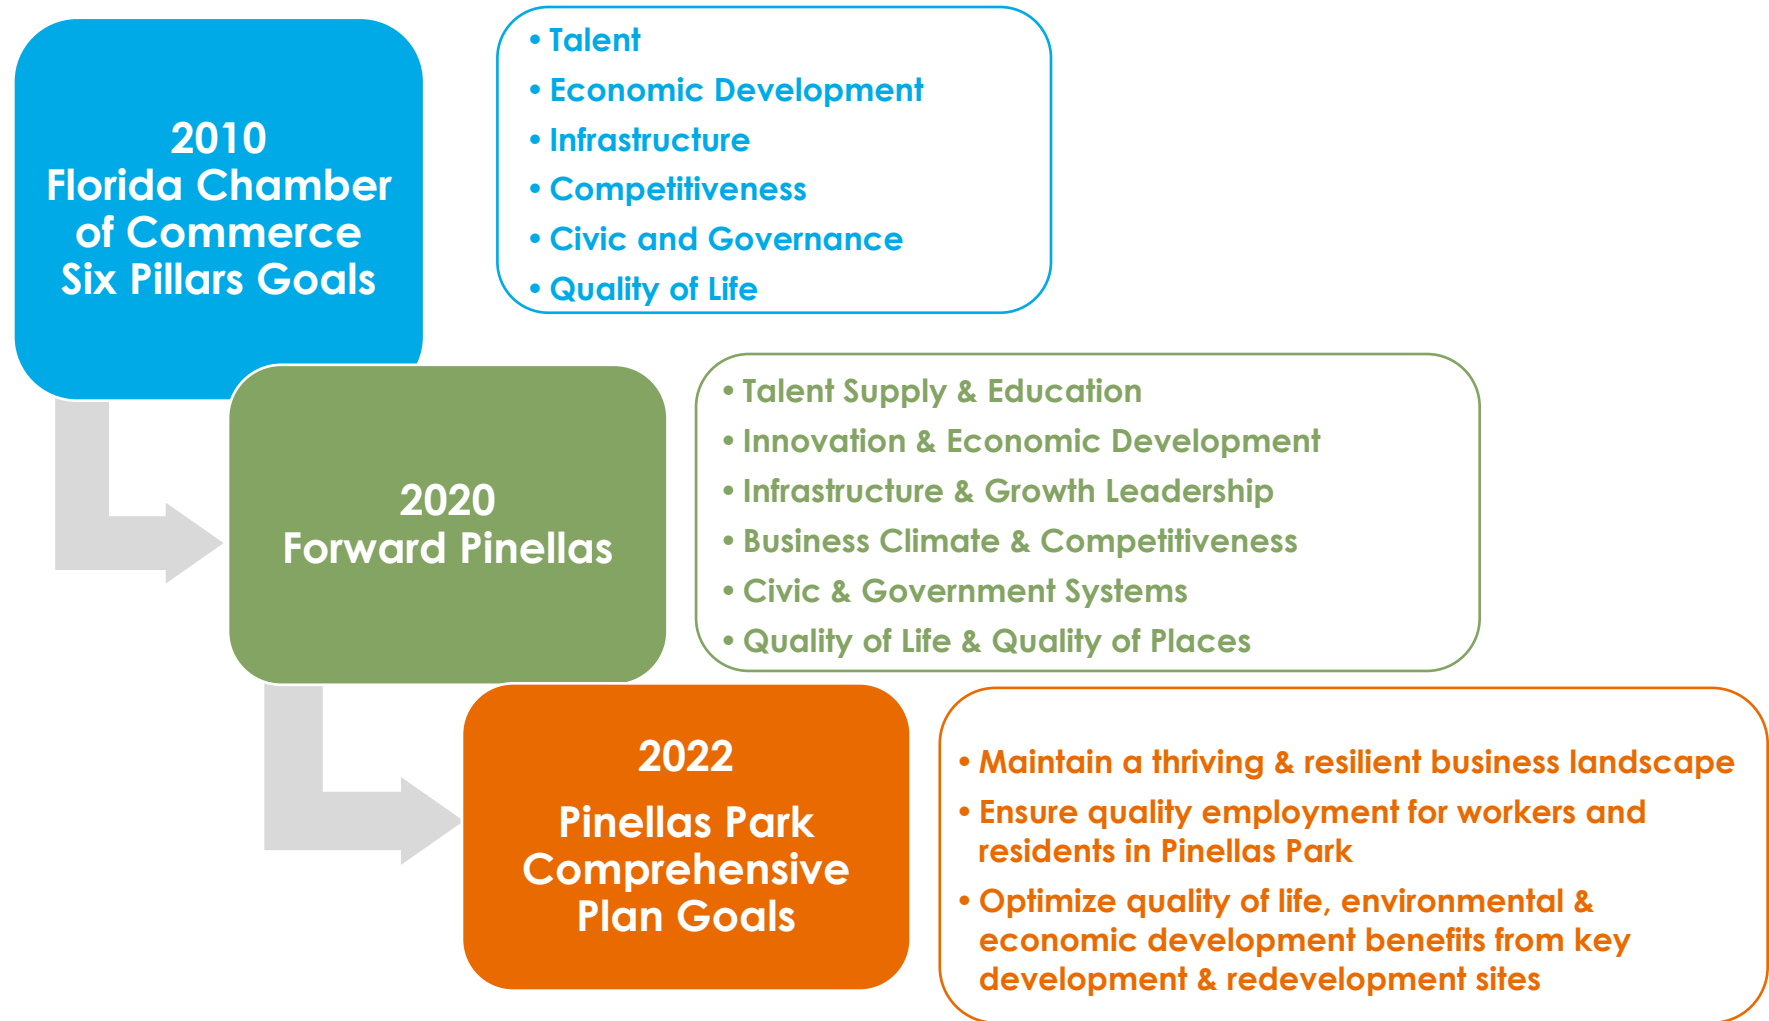 2010
Florida Chamber
of Commerce
Six Pillars Goals
• Talent
• Economic Development
• Infrastructure
• Competitiveness
• Civic and Governance
• Quality of Life
2020
Forward Pinellas
• Talent Supply & Education
• Innovation & Economic Development
• Infrastructure & Growth Leadership
• Business Climate & Competitiveness
• Civic & Government Systems
• Quality of Life & Quality of Places
2022
Pinellas Park
Comprehensive
Plan Goals
• Maintain a thriving & resilient business landscape
• Ensure quality employment for workers and
residents in Pinellas Park
• Optimize quality of life, environmental &
economic development benefits from key
development & redevelopment sites